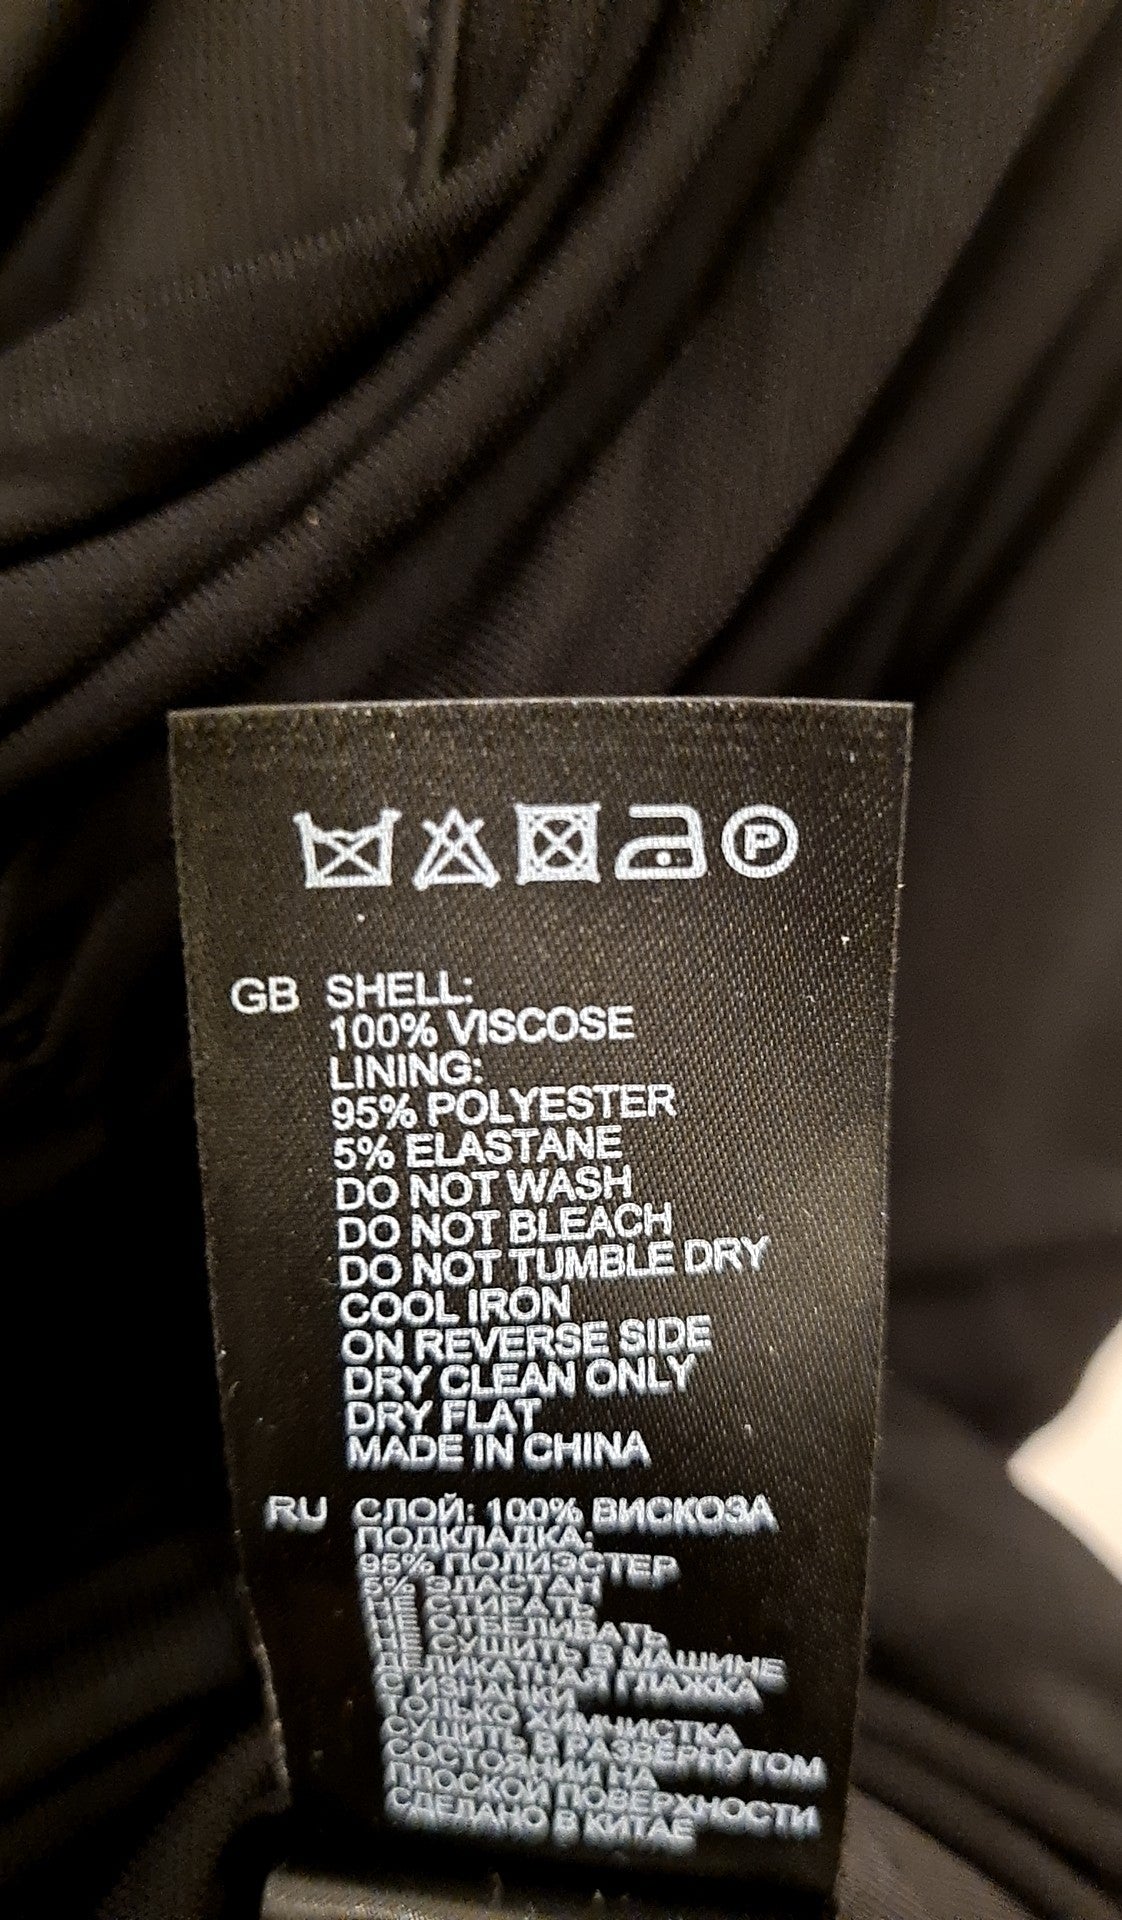 P
GB SHELL:
100% VISCOSE
LINING:
95% POLYESTER
5% ELASTANE
DO NOT WASH
DO NOT BLEACH
DO NOT TUMBLE DRY
COOL IRON
ON REVERSE SIDE
DRY CLEAN ONLY
DRY FLAT
MADE IN CHINA
RU СЛОЙ: 100% ВИСКОЗА
ПОДКЛАДКА:
95% ПОЛИЭСТЕР
5% ЭЛАСТАН
НЕ СТИРАТЬ
НЕ ОТБЕЛИВАТЬ
НЕ СУШИТЬ В МАШИНЕ
ДЕЛИКАТНАЯ ГЛАЖКА
С ИЗНАНКИ
ТОЛЬКО ХИМЧИСТКА
СУШИТЬ В РАЗВЕРНУТОМ
СОСТОЯНИИ НА
ПЛОСКОЙ ПОВЕРХНОСТИ
СДЕЛАНО В КИТАЕ